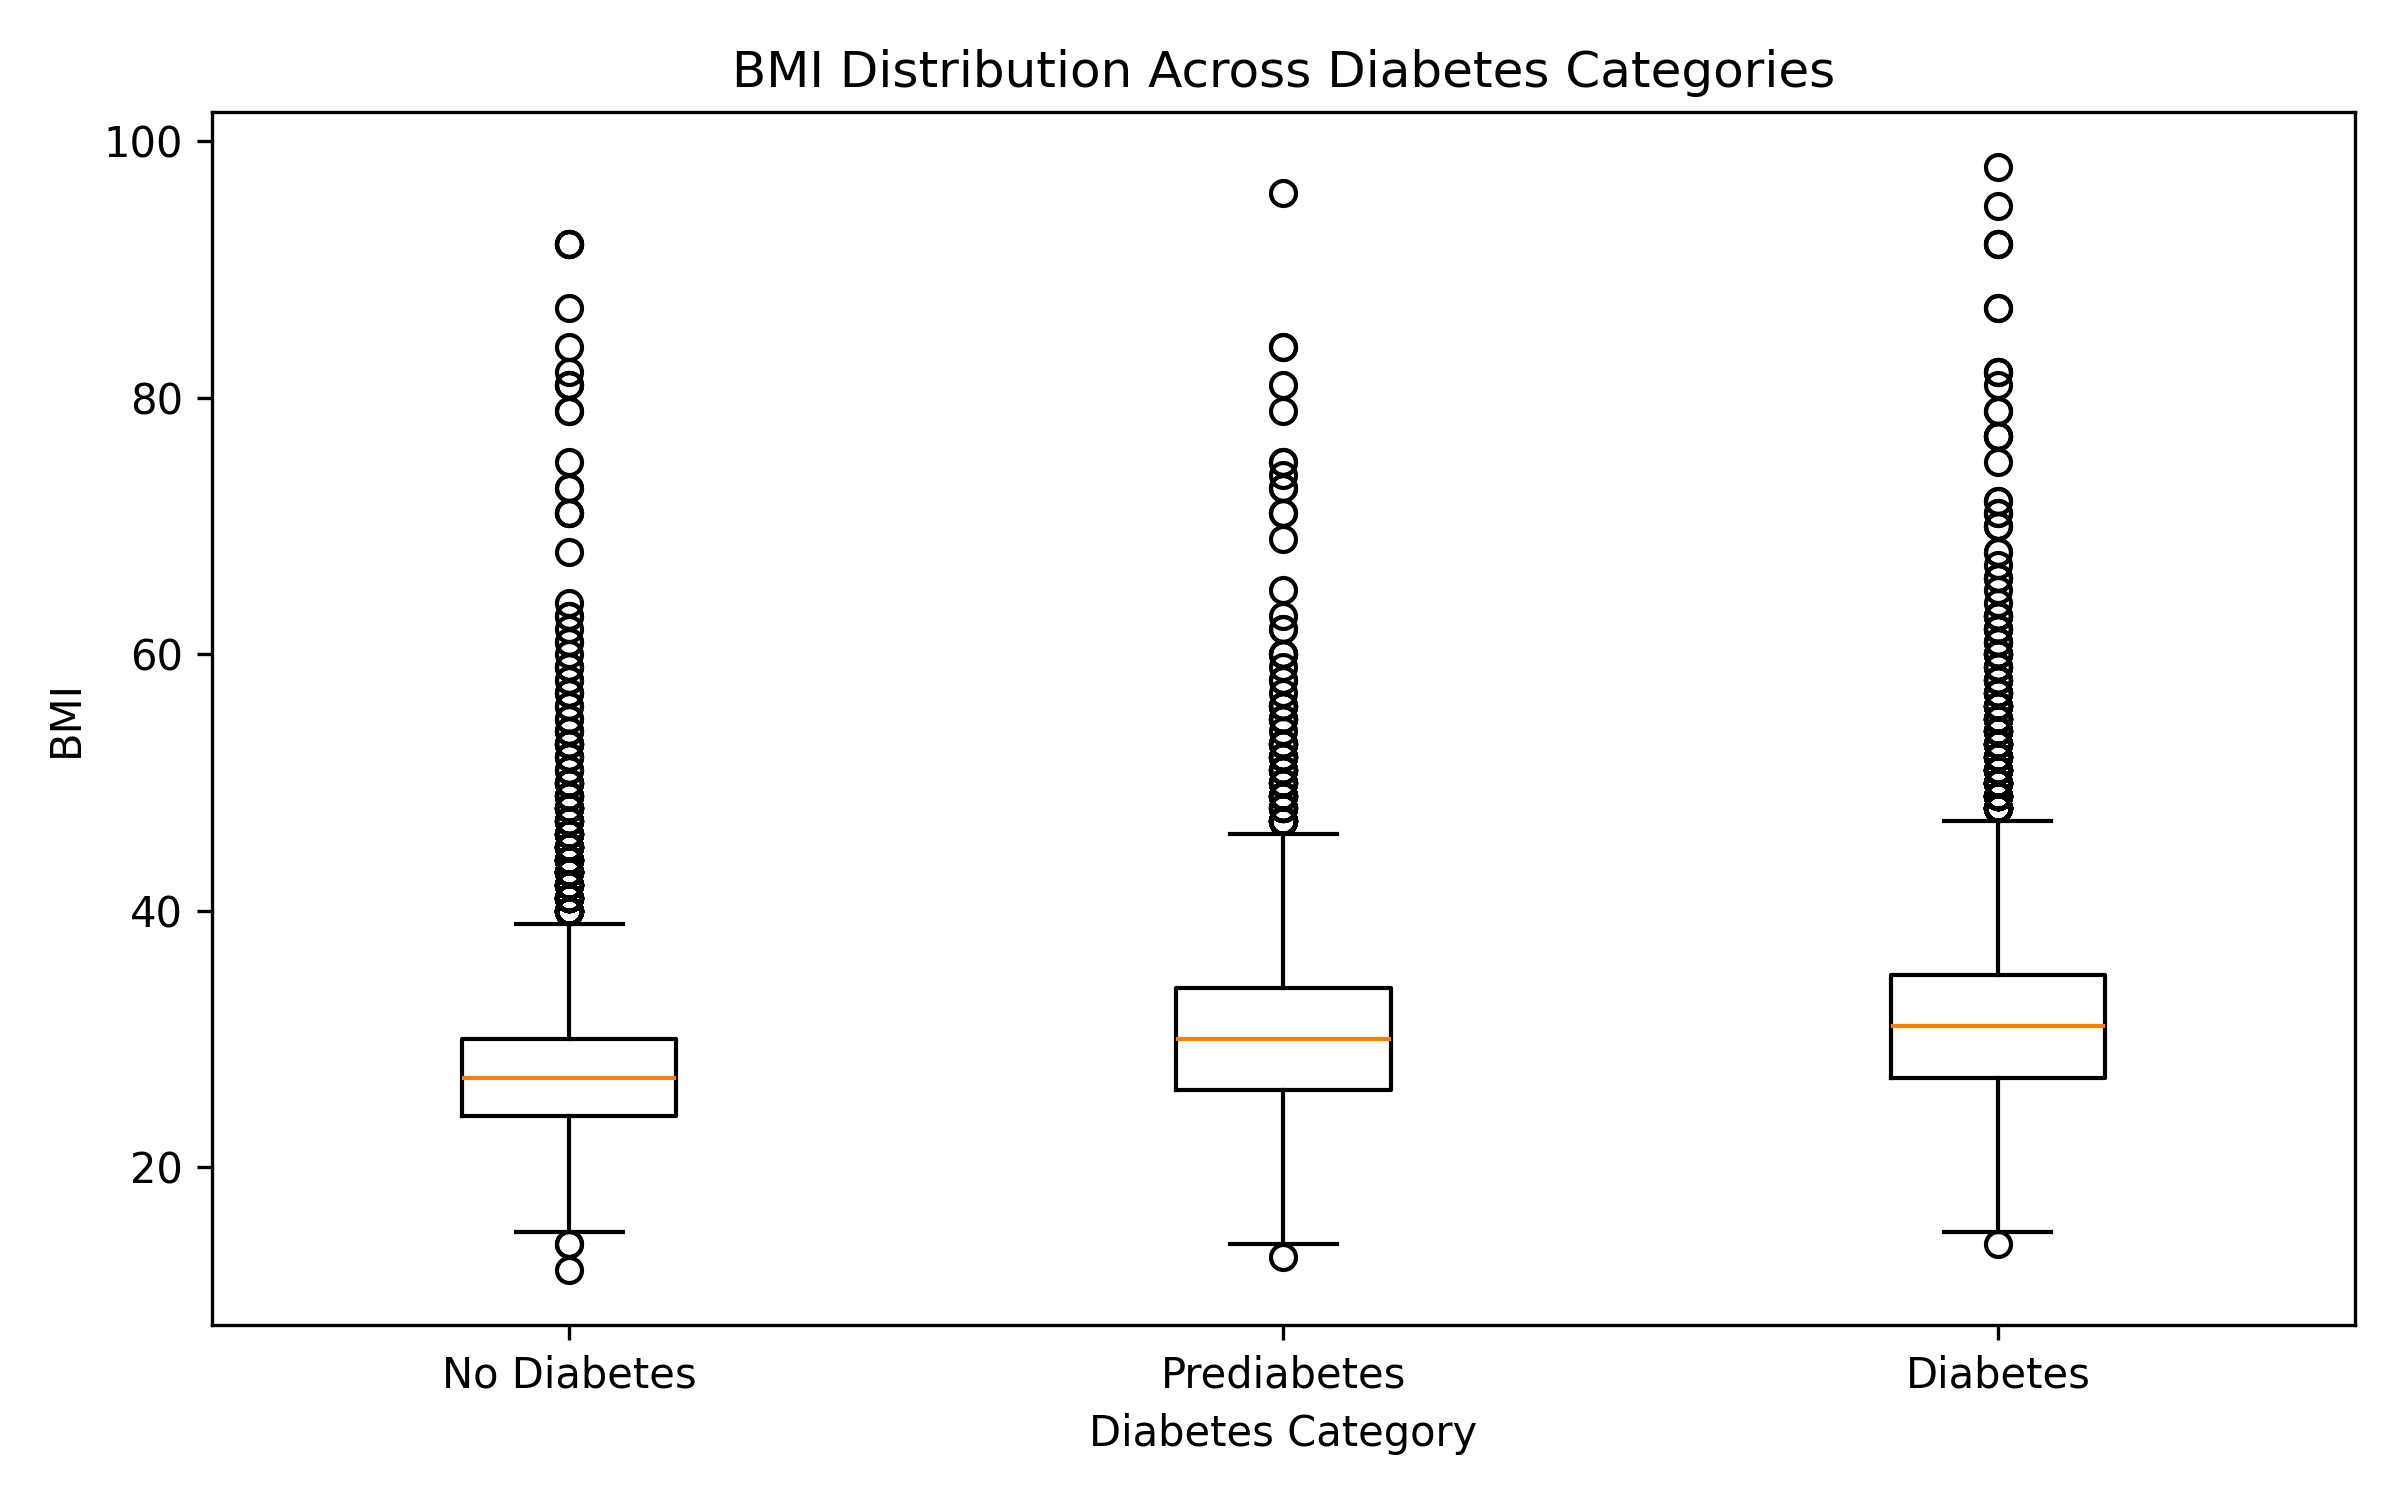 BMI Distribution Across Diabetes Categories
100
80
60
40
20
BMI
No Diabetes
Prediabetes
Diabetes
Diabetes Category